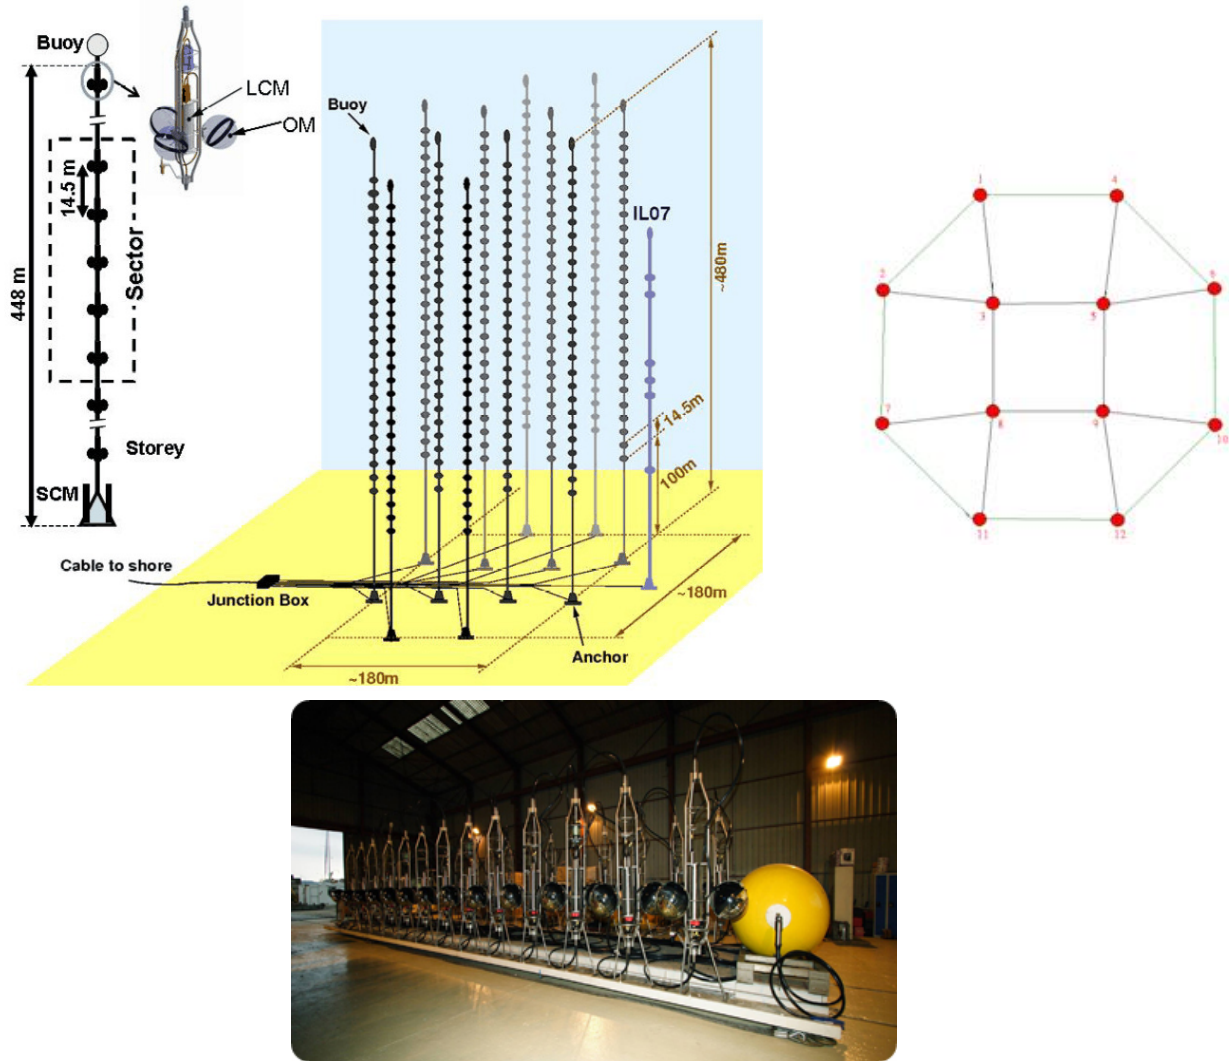 Buoy
LCM
OM
14.5 m
Sector
448 m
Storey
SCM
Buoy
IL07
~480m
14.5m
100m
Cable to shore
Junction Box
~180m
Anchor
~180m
1
4
2
6
3
5
7
8
9
10
11
12